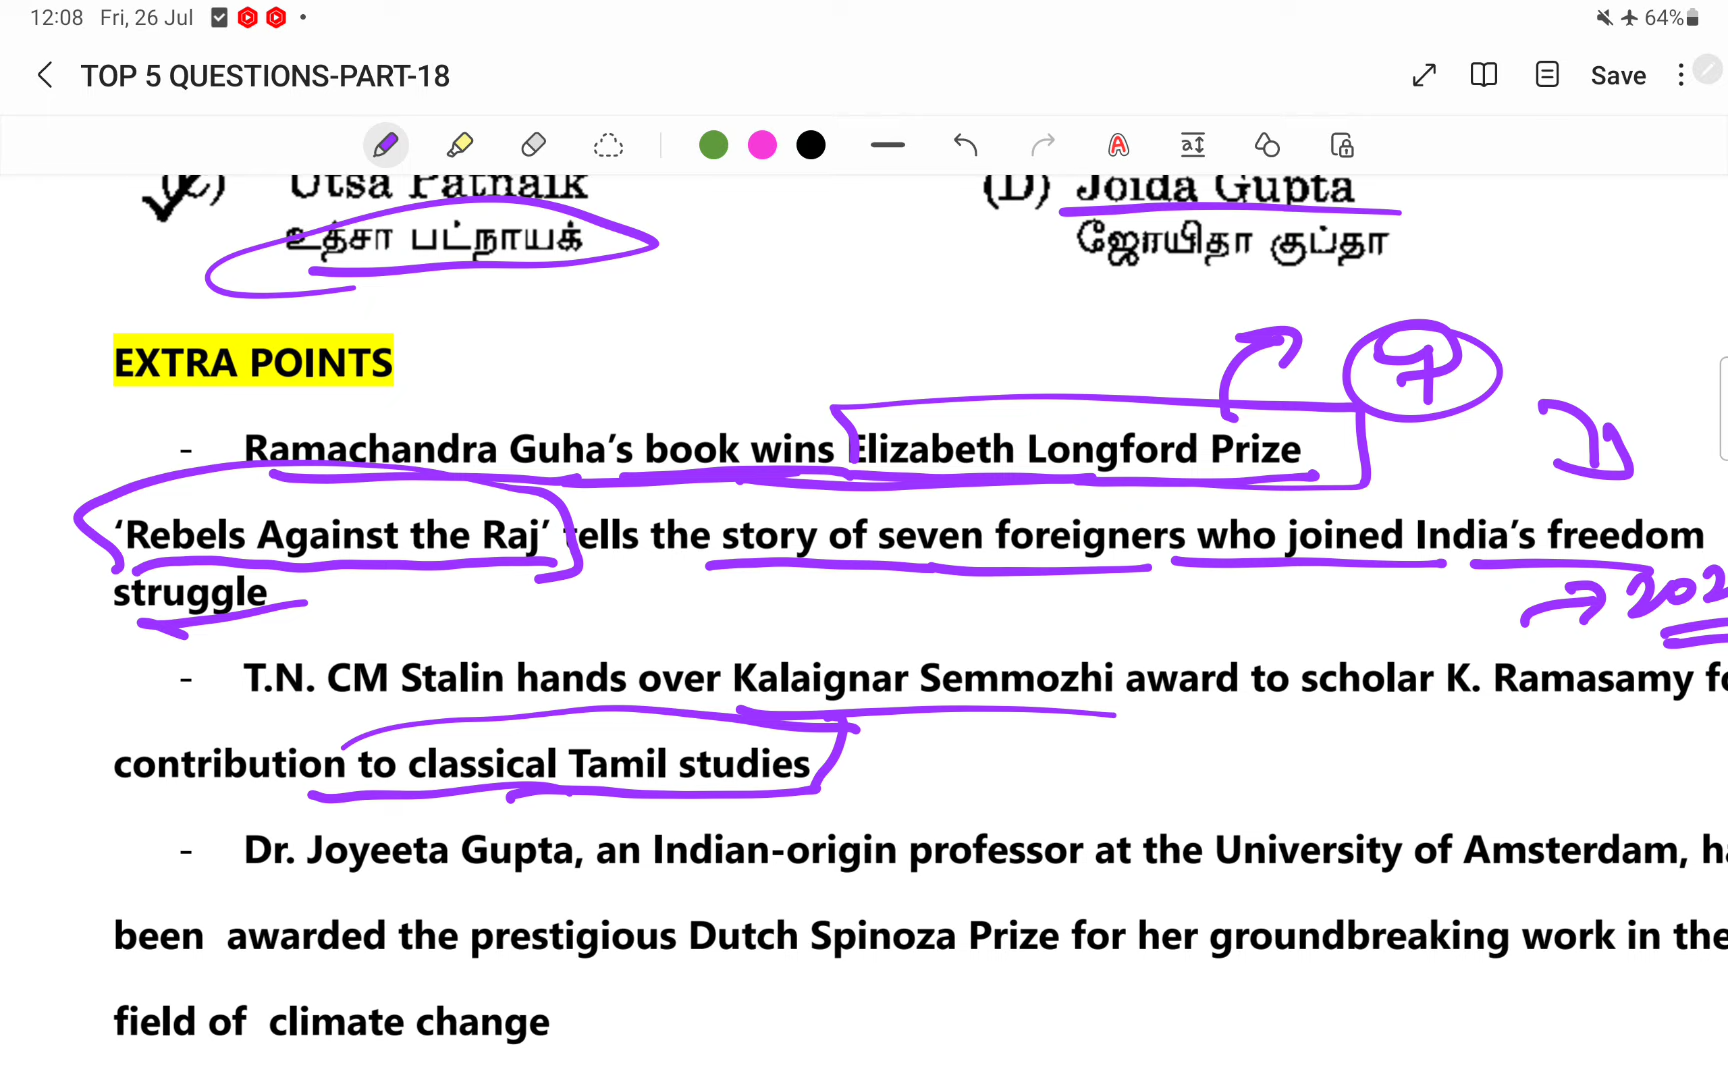 12:08 Fri, 26 Jul 64%
TOP 5 QUESTIONS-PART-18 Save
Utsa Patnaik (D) Joida Gupta
உத்சா பட்நாயக் ஜோயிதா குப்தா
EXTRA POINTS
- Ramachandra Guha’s book wins Elizabeth Longford Prize
‘Rebels Against the Raj’ tells the story of seven foreigners who joined India’s freedom
struggle
- T.N. CM Stalin hands over Kalaignar Semmozhi award to scholar K. Ramasamy fo
contribution to classical Tamil studies
- Dr. Joyeeta Gupta, an Indian-origin professor at the University of Amsterdam, ha
been awarded the prestigious Dutch Spinoza Prize for her groundbreaking work in the
field of climate change